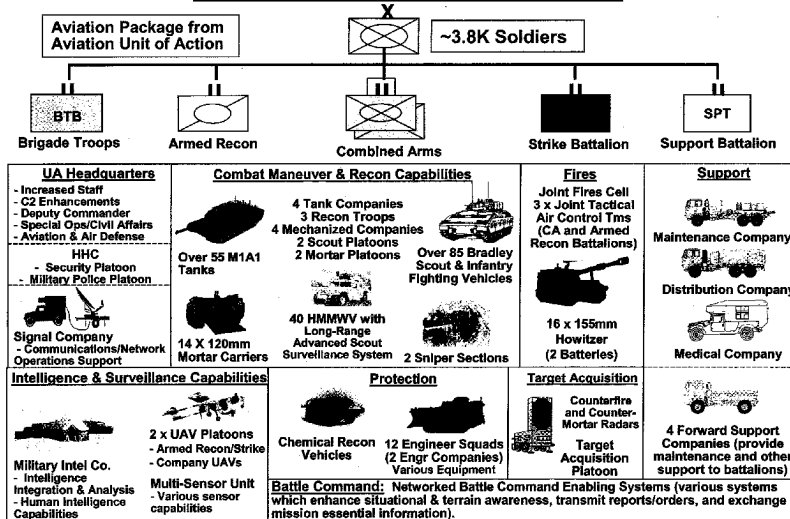 X
Aviation Package from
Aviation Unit of Action
~3.8K Soldiers
BTB
SPT
Brigade Troops
Armed Recon
Combined Arms
Strike Battalion
Support Battalion
UA Headquarters
- Increased Staff
- C2 Enhancements
- Deputy Commander
- Special Ops/Civil Affairs
- Aviation & Air Defense
HHC
- Security Platoon
- Military Police Platoon
Signal Company
- Communications/Network
Operations Support
Combat Maneuver & Recon Capabilities
Over 55 M1A1
Tanks
14 X 120mm
Mortar Carriers
4 Tank Companies
3 Recon Troops
4 Mechanized Companies
2 Scout Platoons
2 Mortar Platoons
40 HMMWV with
Long-Range
Advanced Scout
Surveillance System
Over 85 Bradley
Scout & Infantry
Fighting Vehicles
2 Sniper Sections
Fires
Joint Fires Cell
3 x Joint Tactical
Air Control Tms
(CA and Armed
Recon Battalions)
16 x 155mm
Howitzer
(2 Batteries)
Support
Maintenance Company
Distribution Company
Medical Company
4 Forward Support
Companies (provide
maintenance and other
support to battalions)
Intelligence & Surveillance Capabilities
Military Intel Co.
- Intelligence
Integration & Analysis
- Human Intelligence
Capabilities
2 x UAV Platoons
- Armed Recon/Strike
- Company UAVs
Multi-Sensor Unit
- Various sensor
capabilities
Protection
Chemical Recon
Vehicles
12 Engineer Squads
(2 Engr Companies)
Various Equipment
Target Acquisition
Counterfire
and Counter-
Mortar Radars
Target
Acquisition
Platoon
Battle Command: Networked Battle Command Enabling Systems (various systems
which enhance situational & terrain awareness, transmit reports/orders, and exchange
mission essential information).